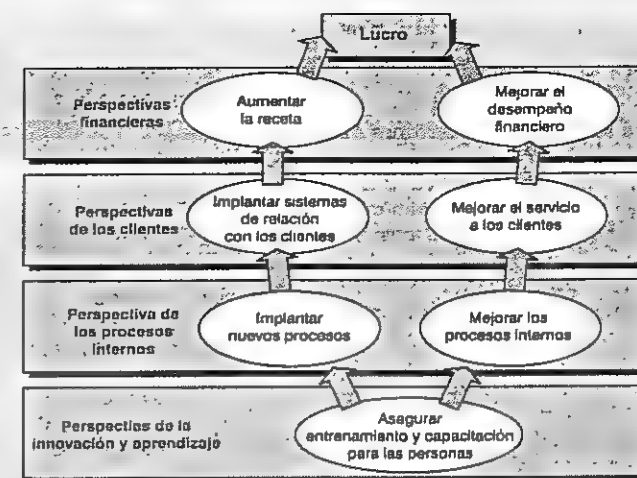 Lucro
Perspectivas
financieras
Aumentar
la receta
Mejorar el
desempeño
financiero
Perspectivas
de los clientes
Implantar sistemas
de relación
con los clientes
Mejorar el servicio
a los clientes
Perspectiva de
los procesos
internos
Implantar
nuevos procesos
Mejorar los
procesos internos
Perspectias de la
innovación y aprendizaje
Asegurar
entrenamiento y capacitación
para las personas